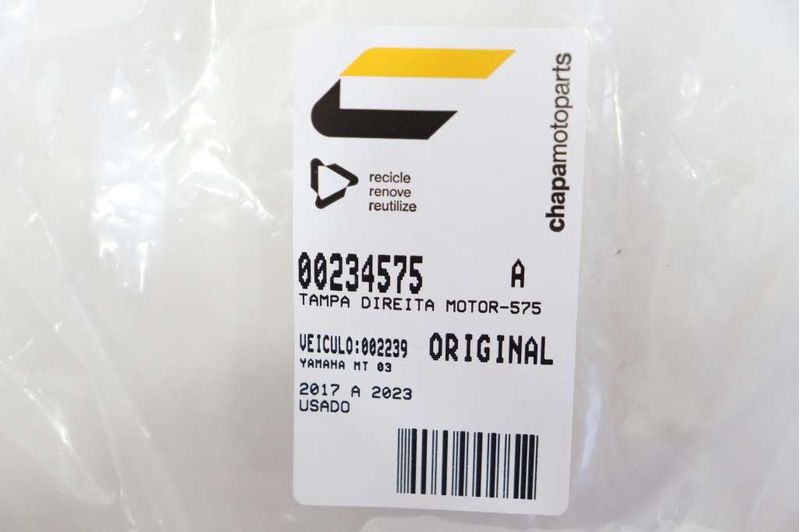 chapamotoparts
recicle
renove
reutilize
00234575 A
TAMPA DIREITA MOTOR-575
VEICULO:002239 ORIGINAL
YAMAHA MT 03
2017 A 2023
USADO